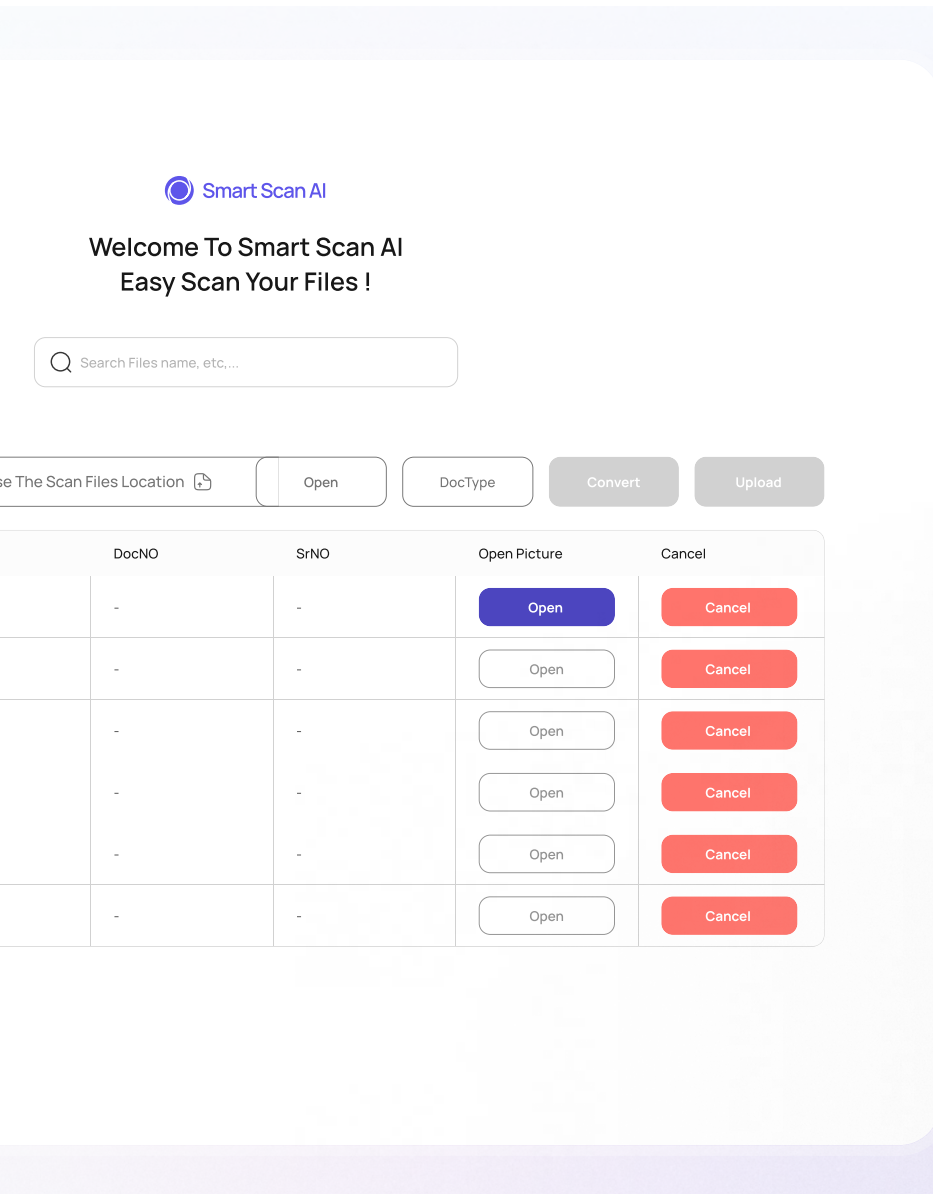 Smart Scan AI
Welcome To Smart Scan AI
Easy Scan Your Files !
Search Files name, etc,...
The Scan Files Location Open DocType Convert Upload
DocNO SrNO Open Picture Cancel
- - Open Cancel
- - Open Cancel
- - Open Cancel
- - Open Cancel
- - Open Cancel
- - Open Cancel